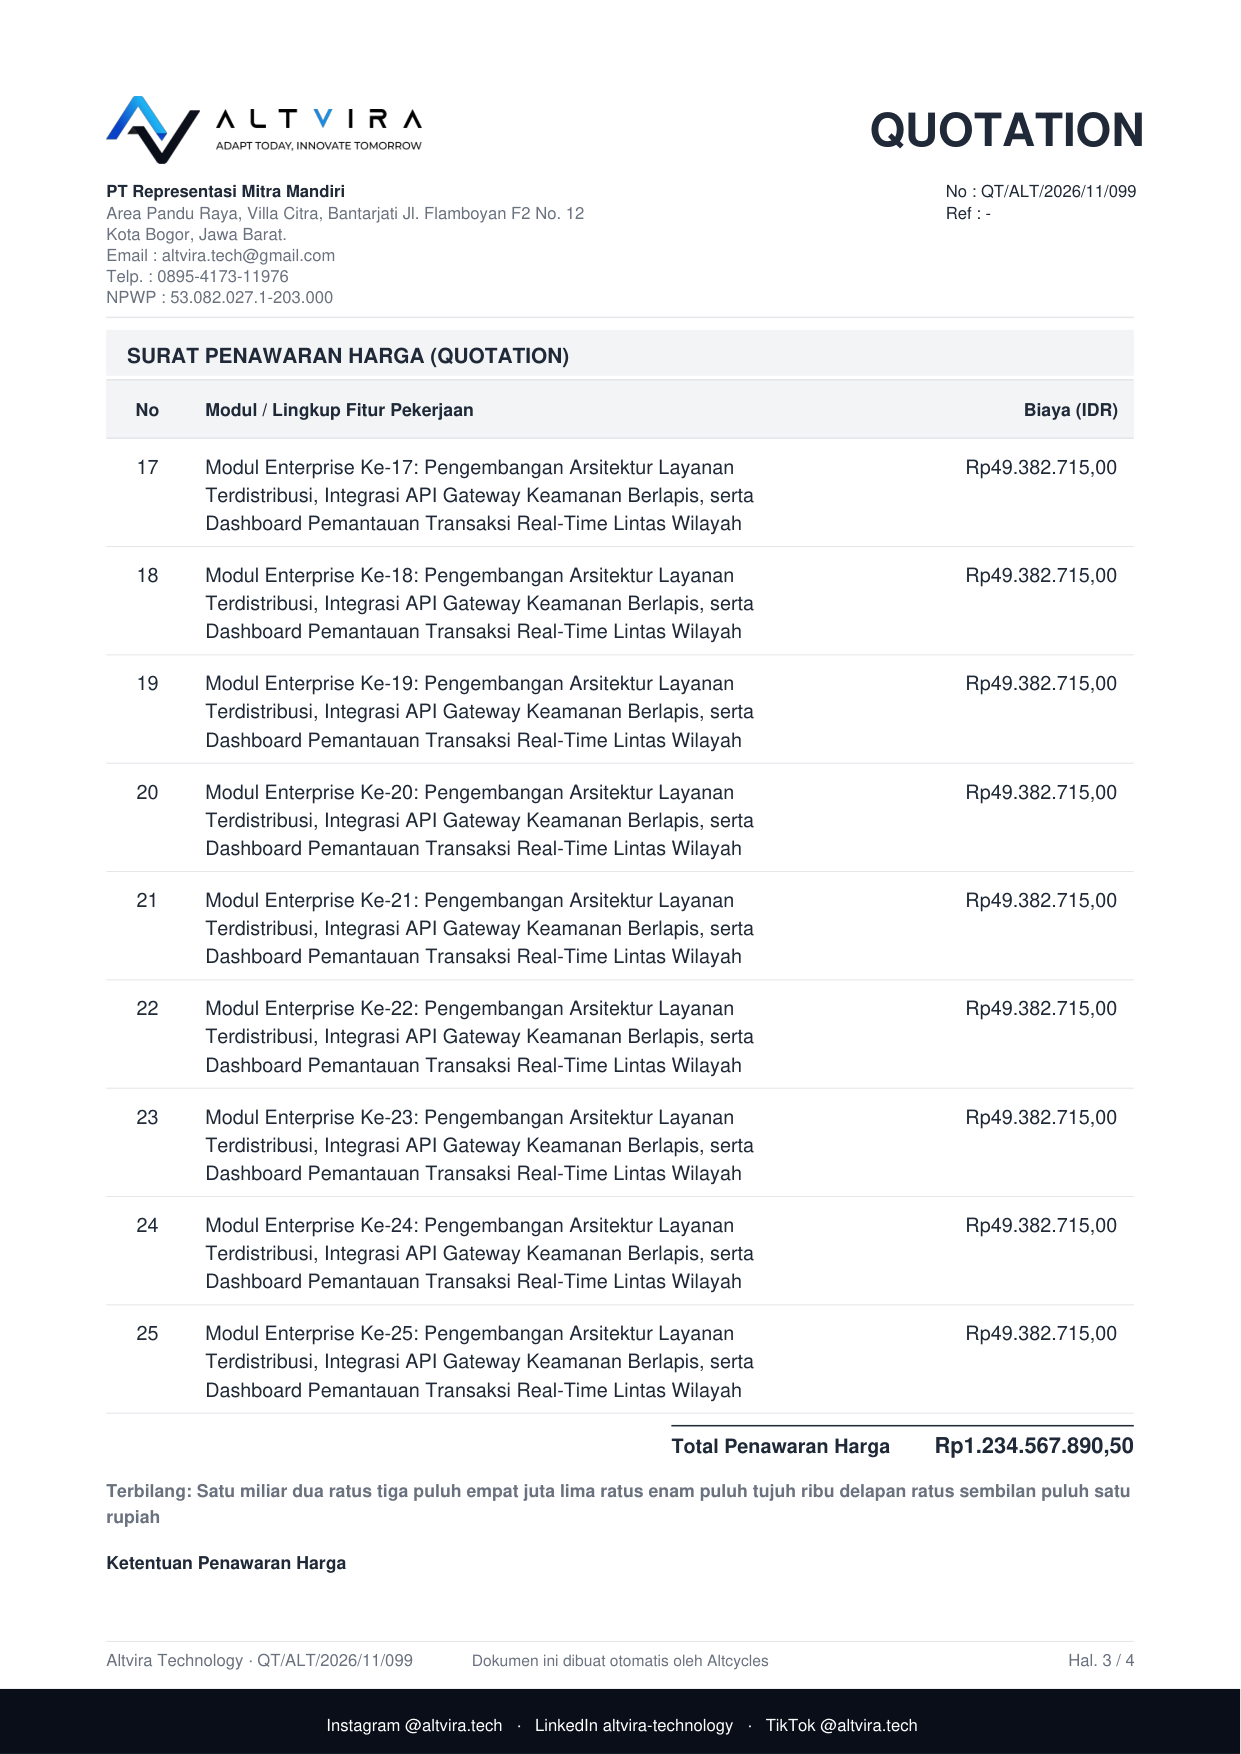 ALTVIRA
ADAPT TODAY, INNOVATE TOMORROW
QUOTATION
PT Representasi Mitra Mandiri
Area Pandu Raya, Villa Citra, Bantarjati Jl. Flamboyan F2 No. 12
Kota Bogor, Jawa Barat.
Email : altvira.tech@gmail.com
Telp. : 0895-4173-11976
NPWP : 53.082.027.1-203.000
No : QT/ALT/2026/11/099
Ref : -
SURAT PENAWARAN HARGA (QUOTATION)
No Modul / Lingkup Fitur Pekerjaan Biaya (IDR)
17 Modul Enterprise Ke-17: Pengembangan Arsitektur Layanan Rp49.382.715,00
Terdistribusi, Integrasi API Gateway Keamanan Berlapis, serta
Dashboard Pemantauan Transaksi Real-Time Lintas Wilayah
18 Modul Enterprise Ke-18: Pengembangan Arsitektur Layanan Rp49.382.715,00
Terdistribusi, Integrasi API Gateway Keamanan Berlapis, serta
Dashboard Pemantauan Transaksi Real-Time Lintas Wilayah
19 Modul Enterprise Ke-19: Pengembangan Arsitektur Layanan Rp49.382.715,00
Terdistribusi, Integrasi API Gateway Keamanan Berlapis, serta
Dashboard Pemantauan Transaksi Real-Time Lintas Wilayah
20 Modul Enterprise Ke-20: Pengembangan Arsitektur Layanan Rp49.382.715,00
Terdistribusi, Integrasi API Gateway Keamanan Berlapis, serta
Dashboard Pemantauan Transaksi Real-Time Lintas Wilayah
21 Modul Enterprise Ke-21: Pengembangan Arsitektur Layanan Rp49.382.715,00
Terdistribusi, Integrasi API Gateway Keamanan Berlapis, serta
Dashboard Pemantauan Transaksi Real-Time Lintas Wilayah
22 Modul Enterprise Ke-22: Pengembangan Arsitektur Layanan Rp49.382.715,00
Terdistribusi, Integrasi API Gateway Keamanan Berlapis, serta
Dashboard Pemantauan Transaksi Real-Time Lintas Wilayah
23 Modul Enterprise Ke-23: Pengembangan Arsitektur Layanan Rp49.382.715,00
Terdistribusi, Integrasi API Gateway Keamanan Berlapis, serta
Dashboard Pemantauan Transaksi Real-Time Lintas Wilayah
24 Modul Enterprise Ke-24: Pengembangan Arsitektur Layanan Rp49.382.715,00
Terdistribusi, Integrasi API Gateway Keamanan Berlapis, serta
Dashboard Pemantauan Transaksi Real-Time Lintas Wilayah
25 Modul Enterprise Ke-25: Pengembangan Arsitektur Layanan Rp49.382.715,00
Terdistribusi, Integrasi API Gateway Keamanan Berlapis, serta
Dashboard Pemantauan Transaksi Real-Time Lintas Wilayah
Total Penawaran Harga Rp1.234.567.890,50
Terbilang: Satu miliar dua ratus tiga puluh empat juta lima ratus enam puluh tujuh ribu delapan ratus sembilan puluh satu
rupiah
Ketentuan Penawaran Harga
Altvira Technology · QT/ALT/2026/11/099 Dokumen ini dibuat otomatis oleh Altcycles Hal. 3 / 4
Instagram @altvira.tech · LinkedIn altvira-technology · TikTok @altvira.tech